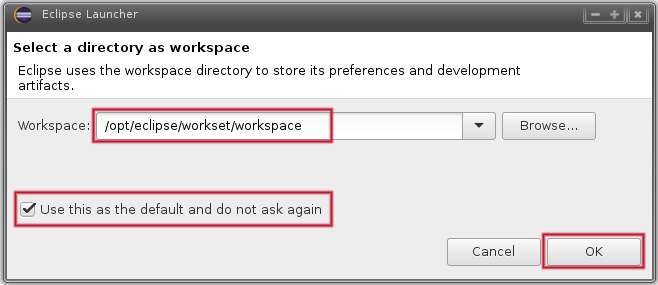 Eclipse Launcher
Select a directory as workspace
Eclipse uses the workspace directory to store its preferences and development
artifacts.
Workspace: /opt/eclipse/workset/workspace Browse...
Use this as the default and do not ask again
Cancel OK